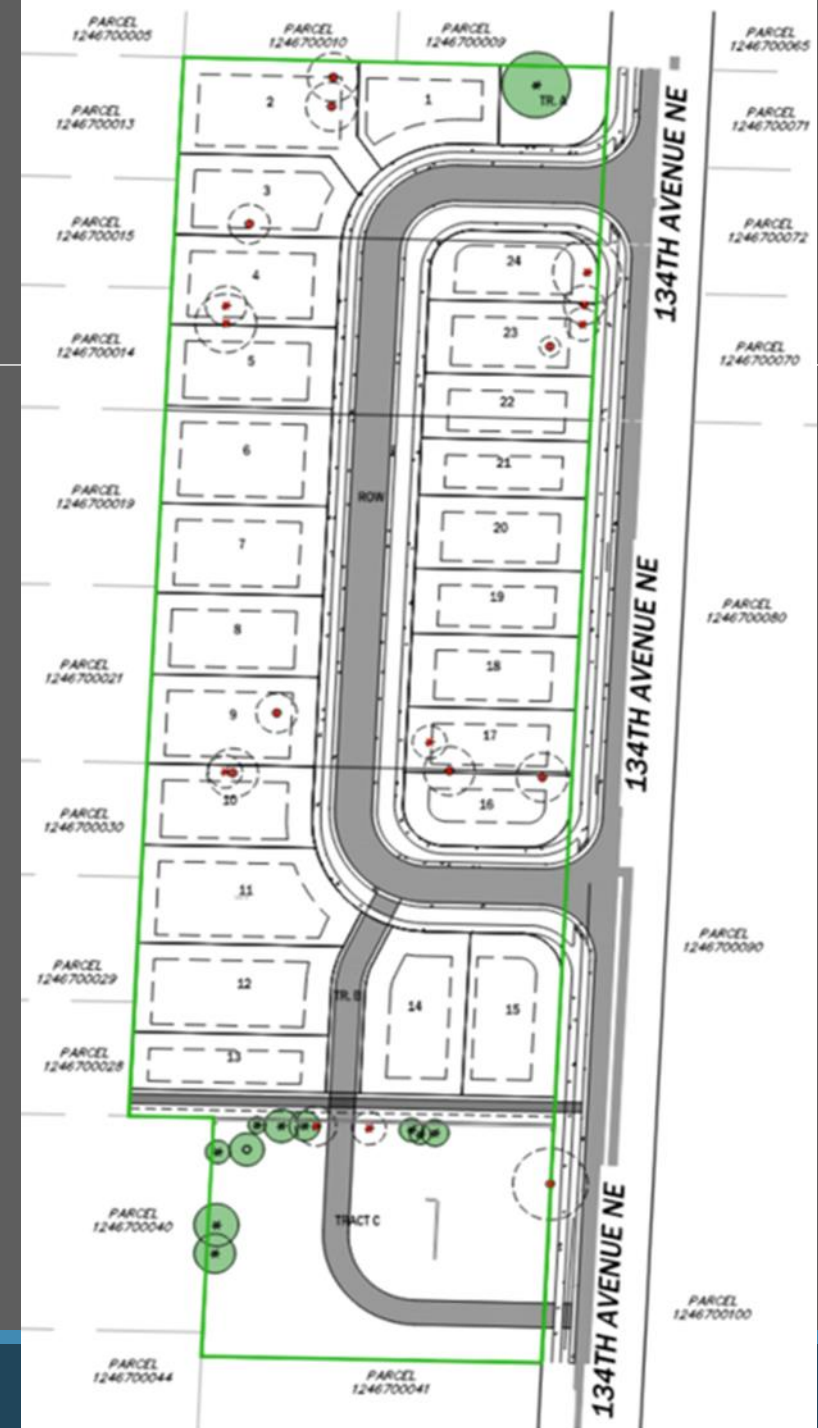 PARCEL
1246700005
PARCEL
1246700010
PARCEL
1246700009
PARCEL
1246700065
PARCEL
1246700013
2
1
TR. A
134TH AVENUE NE
PARCEL
1246700071
3
PARCEL
1246700015
PARCEL
1246700072
4
24
PARCEL
1246700014
5
23
PARCEL
1246700070
22
6
21
PARCEL
1246700019
ROW
20
7
19
134TH AVENUE NE
PARCEL
1246700080
8
18
PARCEL
1246700021
9
17
10
16
PARCEL
1246700030
11
PARCEL
1246700090
PARCEL
1246700029
12
TR. B
14
15
13
PARCEL
1246700028
PARCEL
1246700040
TRACT C
134TH AVENUE NE
PARCEL
1246700100
PARCEL
1246700044
PARCEL
1246700041